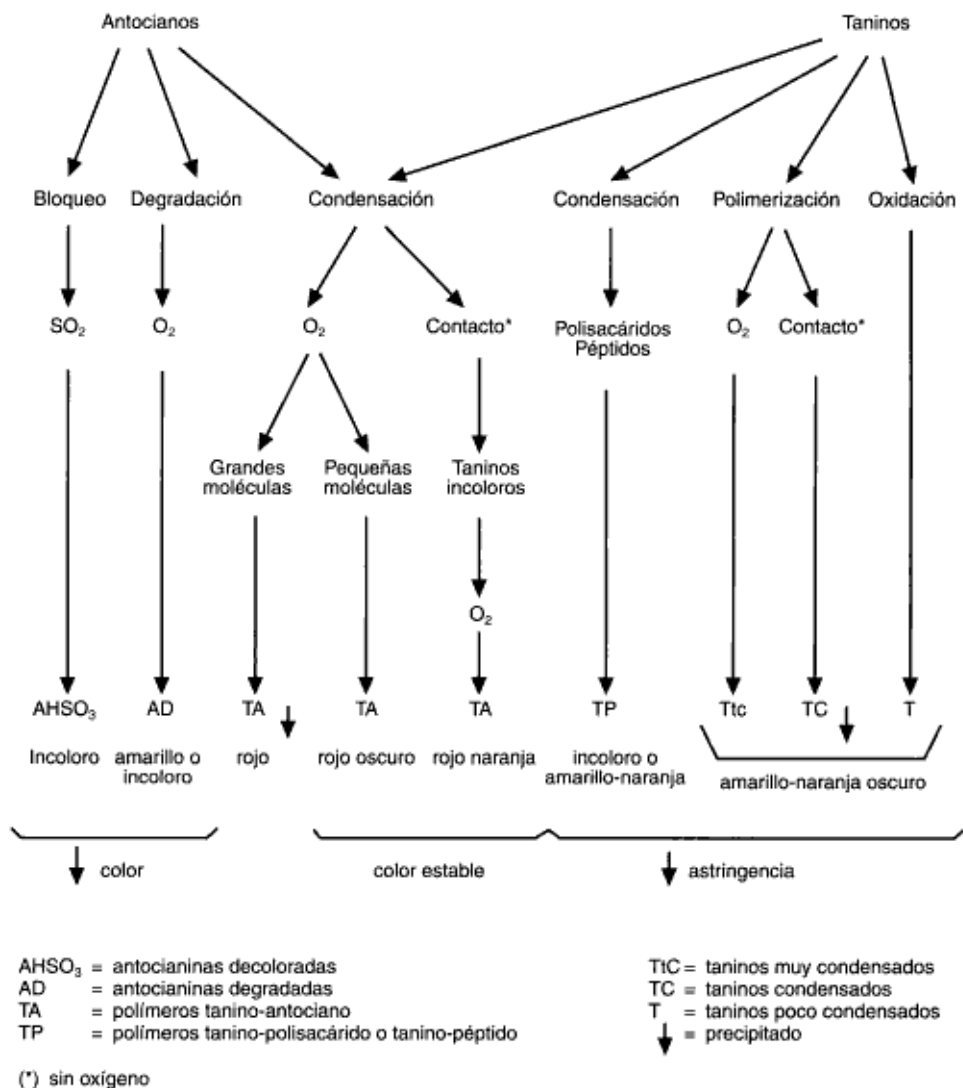 Antocianos Taninos
Bloqueo Degradación Condensación Condensación Polimerización Oxidación
SO₂ O₂ O₂ Contacto* Polisacáridos O₂ Contacto*
Péptidos
Grandes Pequeñas Taninos
moléculas moléculas incoloros
O₂
AHSO₃ AD TA TA TA TP Ttc TC T
Incoloro amarillo o rojo rojo oscuro rojo naranja incoloro o
incoloro amarillo-naranja amarillo-naranja oscuro
color color estable astringencia
AHSO₃ = antocianinas decoloradas
AD = antocianinas degradadas
TA = polímeros tanino-antociano
TP = polímeros tanino-polisacárido o tanino-péptido
TtC = taninos muy condensados
TC = taninos condensados
T = taninos poco condensados
= precipitado
(*) sin oxígeno